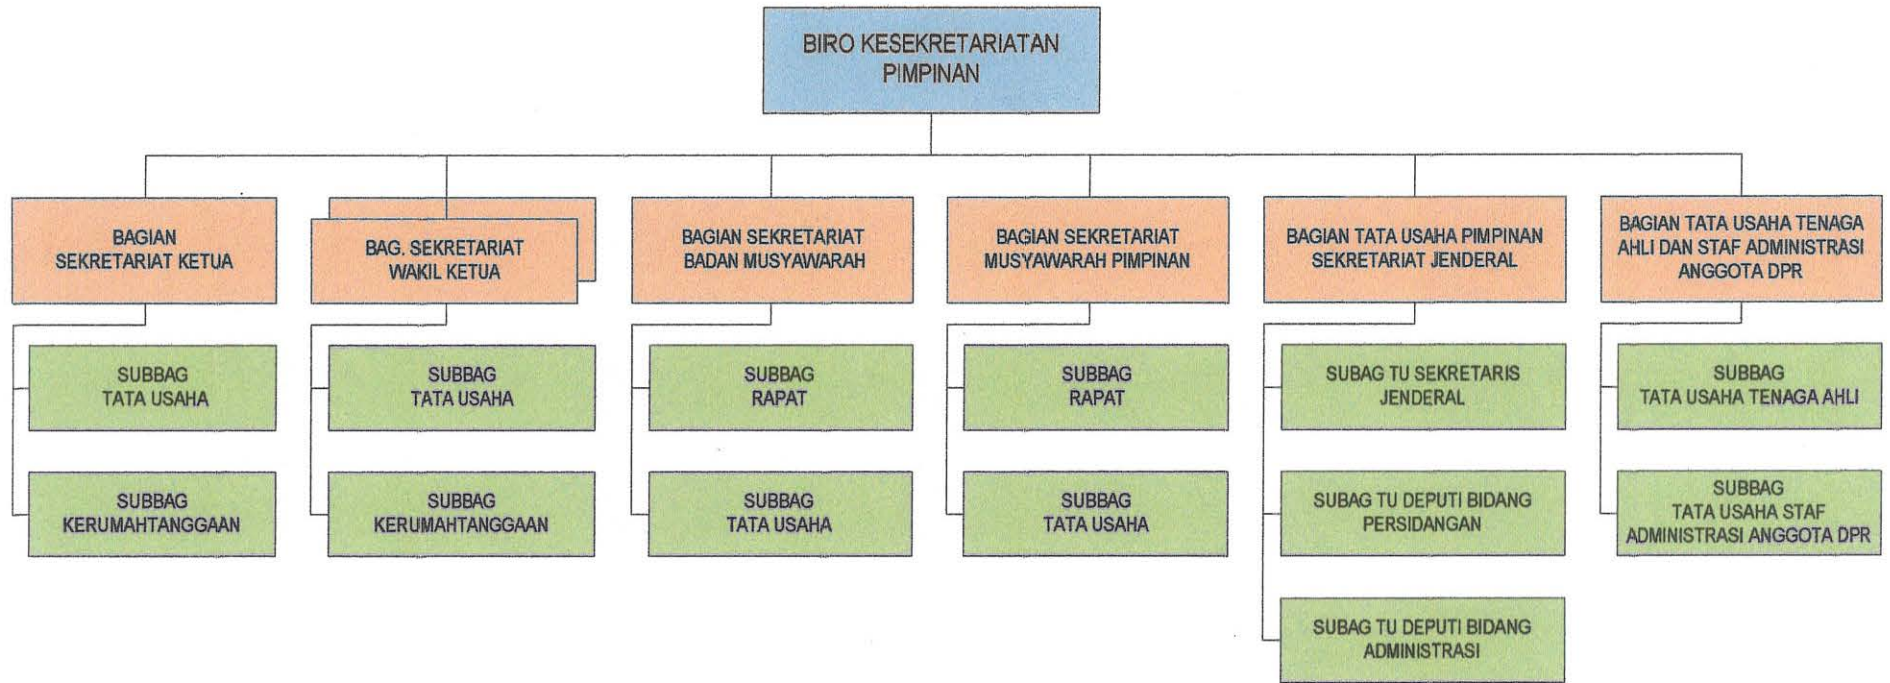 BIRO KESEKRETARIATAN
PIMPINAN
BAGIAN
SEKRETARIAT KETUA
BAG. SEKRETARIAT
WAKIL KETUA
BAGIAN SEKRETARIAT
BADAN MUSYAWARAH
BAGIAN SEKRETARIAT
MUSYAWARAH PIMPINAN
BAGIAN TATA USAHA PIMPINAN
SEKRETARIAT JENDERAL
BAGIAN TATA USAHA TENAGA
AHLI DAN STAF ADMINISTRASI
ANGGOTA DPR
SUBBAG
TATA USAHA
SUBBAG
TATA USAHA
SUBBAG
RAPAT
SUBBAG
RAPAT
SUBAG TU SEKRETARIS
JENDERAL
SUBBAG
TATA USAHA TENAGA AHLI
SUBBAG
KERUMAHTANGGAAN
SUBBAG
KERUMAHTANGGAAN
SUBBAG
TATA USAHA
SUBBAG
TATA USAHA
SUBAG TU DEPUTI BIDANG
PERSIDANGAN
SUBBAG
TATA USAHA STAF
ADMINISTRASI ANGGOTA DPR
SUBAG TU DEPUTI BIDANG
ADMINISTRASI